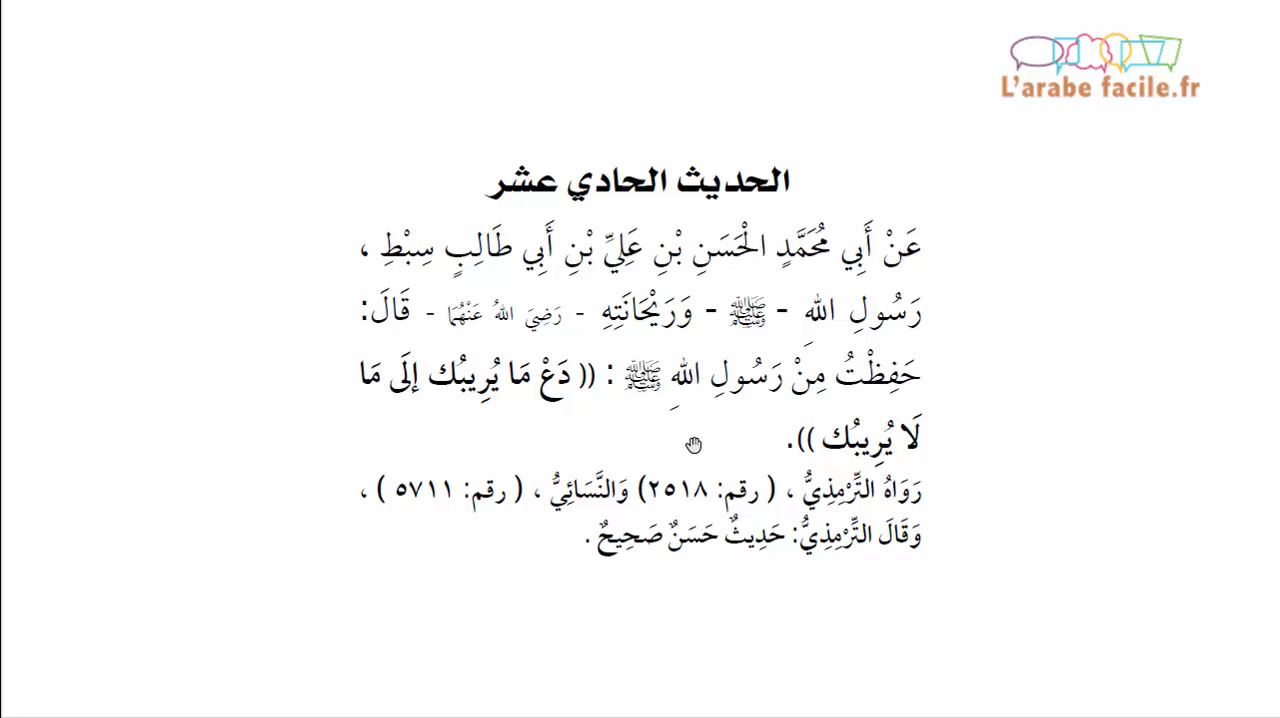 L'arabe facile.fr
الحديث الحادي عشر
عَنْ أَبِي مُحَمَّدٍ الْحَسَنِ بْنِ عَلِيِّ بْنِ أَبِي طَالِبٍ سِبْطِ ،
رَسُولِ اللهِ - ﷺ - وَرَيْحَانَتِهِ - رَضِيَ اللهُ عَنْهُمَا - قَالَ:
حَفِظْتُ مِنْ رَسُولِ اللهِ ﷺ : (( دَعْ مَا يُرِيبُك إلَى مَا
لَا يُرِيبُك )).
رَوَاهُ التِّرْمِذِيُّ ، ( رقم: ٢٥١٨) وَالنَّسَائِيُّ ، ( رقم: ٥٧١١ ) ،
وَقَالَ التِّرْمِذِيُّ: حَدِيثٌ حَسَنٌ صَحِيحٌ .